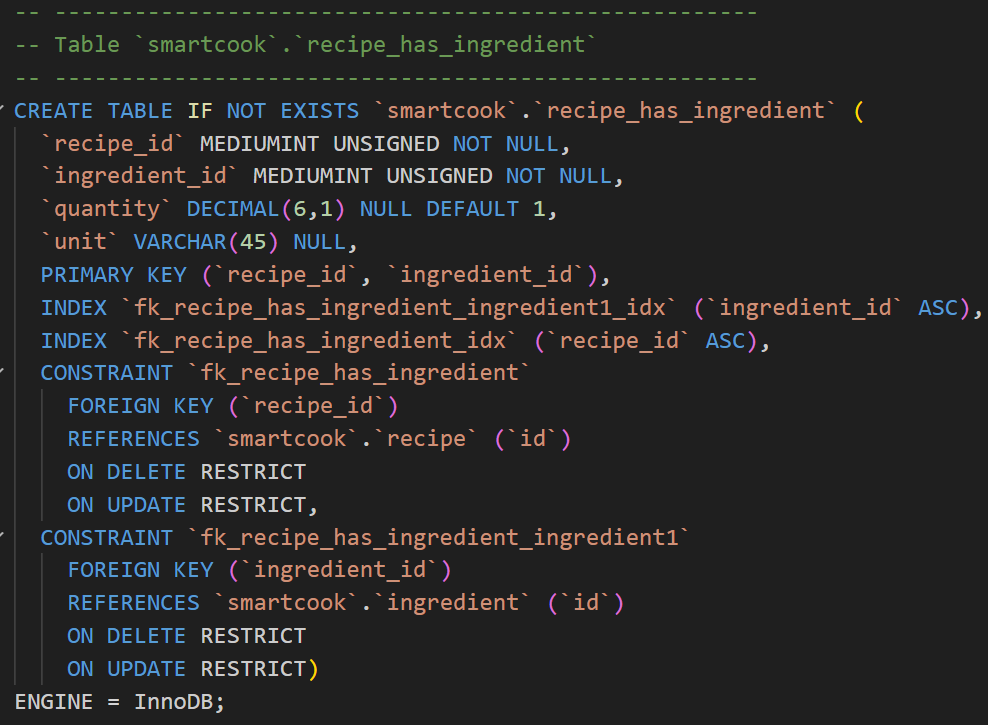 -- -----------------------------------------------------
-- Table `smartcook`.`recipe_has_ingredient`
-- -----------------------------------------------------
CREATE TABLE IF NOT EXISTS `smartcook`.`recipe_has_ingredient` (
  `recipe_id` MEDIUMINT UNSIGNED NOT NULL,
  `ingredient_id` MEDIUMINT UNSIGNED NOT NULL,
  `quantity` DECIMAL(6,1) NULL DEFAULT 1,
  `unit` VARCHAR(45) NULL,
  PRIMARY KEY (`recipe_id`, `ingredient_id`),
  INDEX `fk_recipe_has_ingredient_ingredient1_idx` (`ingredient_id` ASC),
  INDEX `fk_recipe_has_ingredient_idx` (`recipe_id` ASC),
  CONSTRAINT `fk_recipe_has_ingredient`
    FOREIGN KEY (`recipe_id`)
    REFERENCES `smartcook`.`recipe` (`id`)
    ON DELETE RESTRICT
    ON UPDATE RESTRICT,
  CONSTRAINT `fk_recipe_has_ingredient_ingredient1`
    FOREIGN KEY (`ingredient_id`)
    REFERENCES `smartcook`.`ingredient` (`id`)
    ON DELETE RESTRICT
    ON UPDATE RESTRICT)
ENGINE = InnoDB;